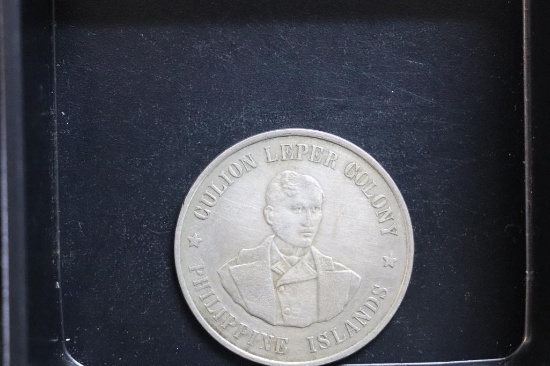 CULION LEPER COLONY
PHILIPPINE ISLANDS